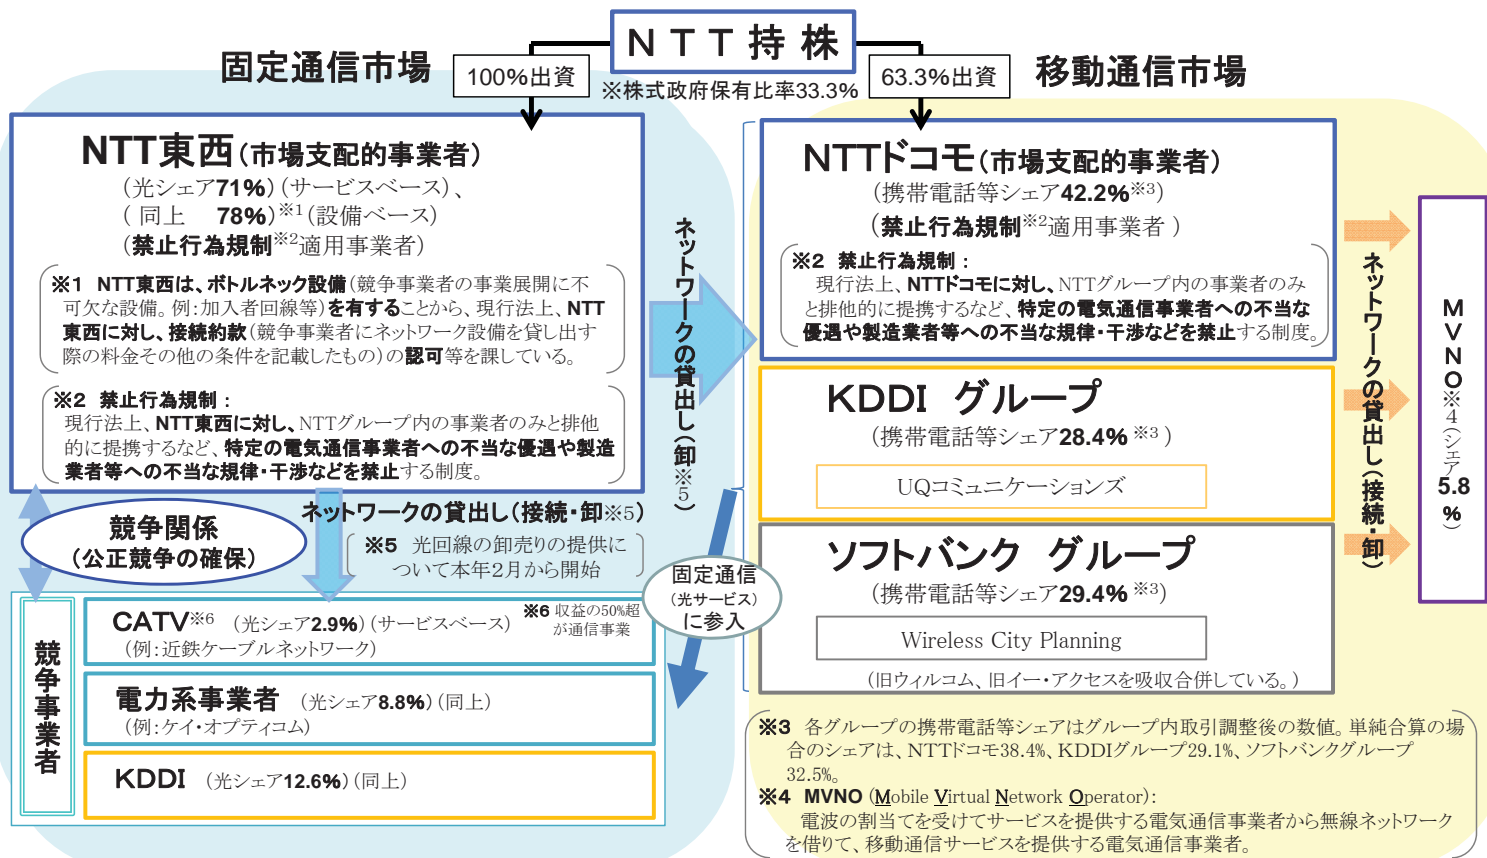 NTT持株
固定通信市場
100%出資
※株式政府保有比率33.3%
63.3%出資
移動通信市場
NTT東西(市場支配的事業者)
(光シェア71%)(サービスベース)、
(同上 78%)※1(設備ベース)
(禁止行為規制※2適用事業者)
※1 NTT東西は、ボトルネック設備(競争事業者の事業展開に不
可欠な設備。例:加入者回線等)を有することから、現行法上、NTT
東西に対し、接続約款(競争事業者にネットワーク設備を貸し出す
際の料金その他の条件を記載したもの)の認可等を課している。
※2 禁止行為規制:
現行法上、NTT東西に対し、NTTグループ内の事業者のみと排他
的に提携するなど、特定の電気通信事業者への不当な優遇や製造
業者等への不当な規律・干渉などを禁止する制度。
ネットワークの貸出し(卸※5)
競争関係
(公正競争の確保)
ネットワークの貸出し(接続・卸※5)
※5 光回線の卸売りの提供に
ついて本年2月から開始
競争事業者
CATV※6 (光シェア2.9%)(サービスベース)
(例:近鉄ケーブルネットワーク)
※6 収益の50%超
が通信事業
電力系事業者 (光シェア8.8%)(同上)
(例:ケイ・オプティコム)
KDDI (光シェア12.6%)(同上)
固定通信
(光サービス)
に参入
NTTドコモ(市場支配的事業者)
(携帯電話等シェア42.2%※3)
(禁止行為規制※2適用事業者 )
※2 禁止行為規制:
現行法上、NTTドコモに対し、NTTグループ内の事業者のみ
と排他的に提携するなど、特定の電気通信事業者への不当な
優遇や製造業者等への不当な規律・干渉などを禁止する制度。
KDDI グループ
(携帯電話等シェア28.4% ※3 )
UQコミュニケーションズ
ソフトバンク グループ
(携帯電話等シェア29.4% ※3)
Wireless City Planning
(旧ウィルコム、旧イー・アクセスを吸収合併している。)
ネットワークの貸出し(接続・卸)
MVNO※4(シェア5.8%)
※3 各グループの携帯電話等シェアはグループ内取引調整後の数値。単純合算の場
合のシェアは、NTTドコモ38.4%、KDDIグループ29.1%、ソフトバンクグループ
32.5%。
※4 MVNO (Mobile Virtual Network Operator):
電波の割当てを受けてサービスを提供する電気通信事業者から無線ネットワーク
を借りて、移動通信サービスを提供する電気通信事業者。